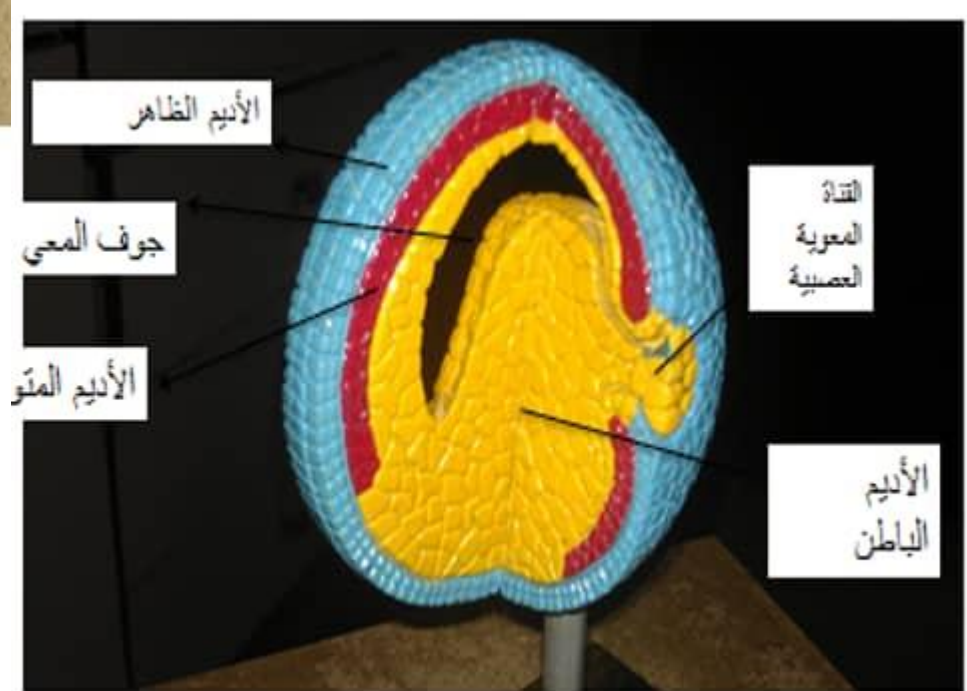 الأديم الظاهر
جوف المعي
الأديم المتو
القناة
المعوية
العصبية
الأديم
الباطن